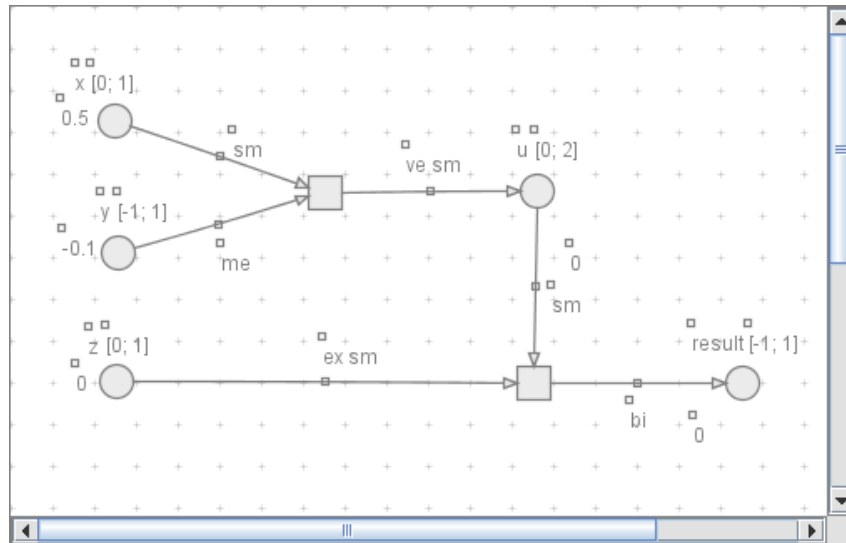 x [0; 1]
0.5
sm
ve sm
u [0; 2]
y [-1; 1]
-0.1
me
0
sm
z [0; 1]
0
ex sm
result [-1; 1]
bi
0